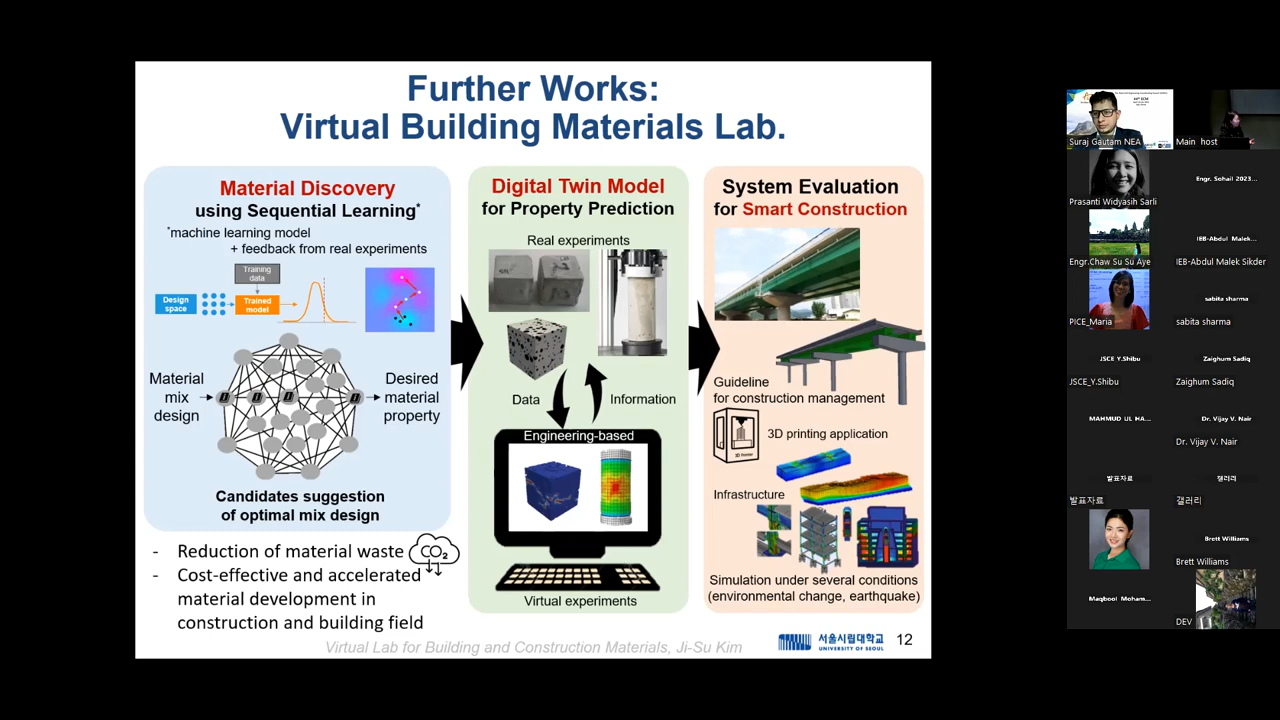 Further Works:
Virtual Building Materials Lab.
Material Discovery
using Sequential Learning*
*machine learning model
+ feedback from real experiments
Training
data
Design
space
Trained
model
Material
mix
design
Desired
material
property
Candidates suggestion
of optimal mix design
- Reduction of material waste
CO2
- Cost-effective and accelerated
material development in
construction and building field
Digital Twin Model
for Property Prediction
Real experiments
Data
Information
Engineering-based
Virtual experiments
System Evaluation
for Smart Construction
Guideline
for construction management
3D printing application
Infrastructure
Simulation under several conditions
(environmental change, earthquake)
Virtual Lab for Building and Construction Materials, Ji-Su Kim
서울시립대학교
UNIVERSITY OF SEOUL
12
Suraj Gautam NEA
Main host
Prasanti Widyasih Sarli
Engr. Sohail 2023...
Engr.Chaw Su Su Aye
IEB-Abdul Malek...
IEB-Abdul Malek Sikder
PICE_Maria
sabita sharma
sabita sharma
JSCE Y.Shibu
JSCE_Y.Shibu
Zaighum Sadiq
Zaighum Sadiq
MAHMUD UL HA...
Dr. Vijay V. Nair
Dr. Vijay V. Nair
발표자료
발표자료
갤러리
갤러리
Brett Williams
Brett Williams
Maqbool Moham...
DEV